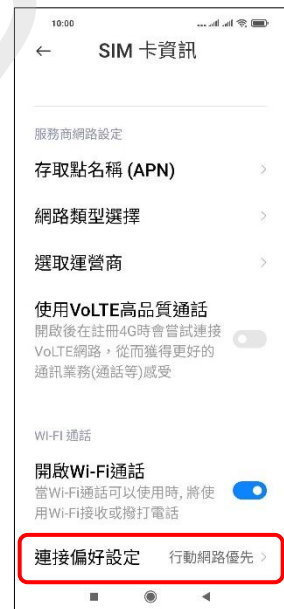 10:00
SIM 卡資訊
服務商網路設定
存取點名稱 (APN)
網路類型選擇
選取運營商
使用VoLTE高品質通話
開啟後在註冊4G時會嘗試連接
VoLTE網路，從而獲得更好的
通訊業務(通話等)感受
WI-FI 通話
開啟Wi-Fi通話
當Wi-Fi通話可以使用時, 將使
用Wi-Fi接收或撥打電話
連接偏好設定 行動網路優先